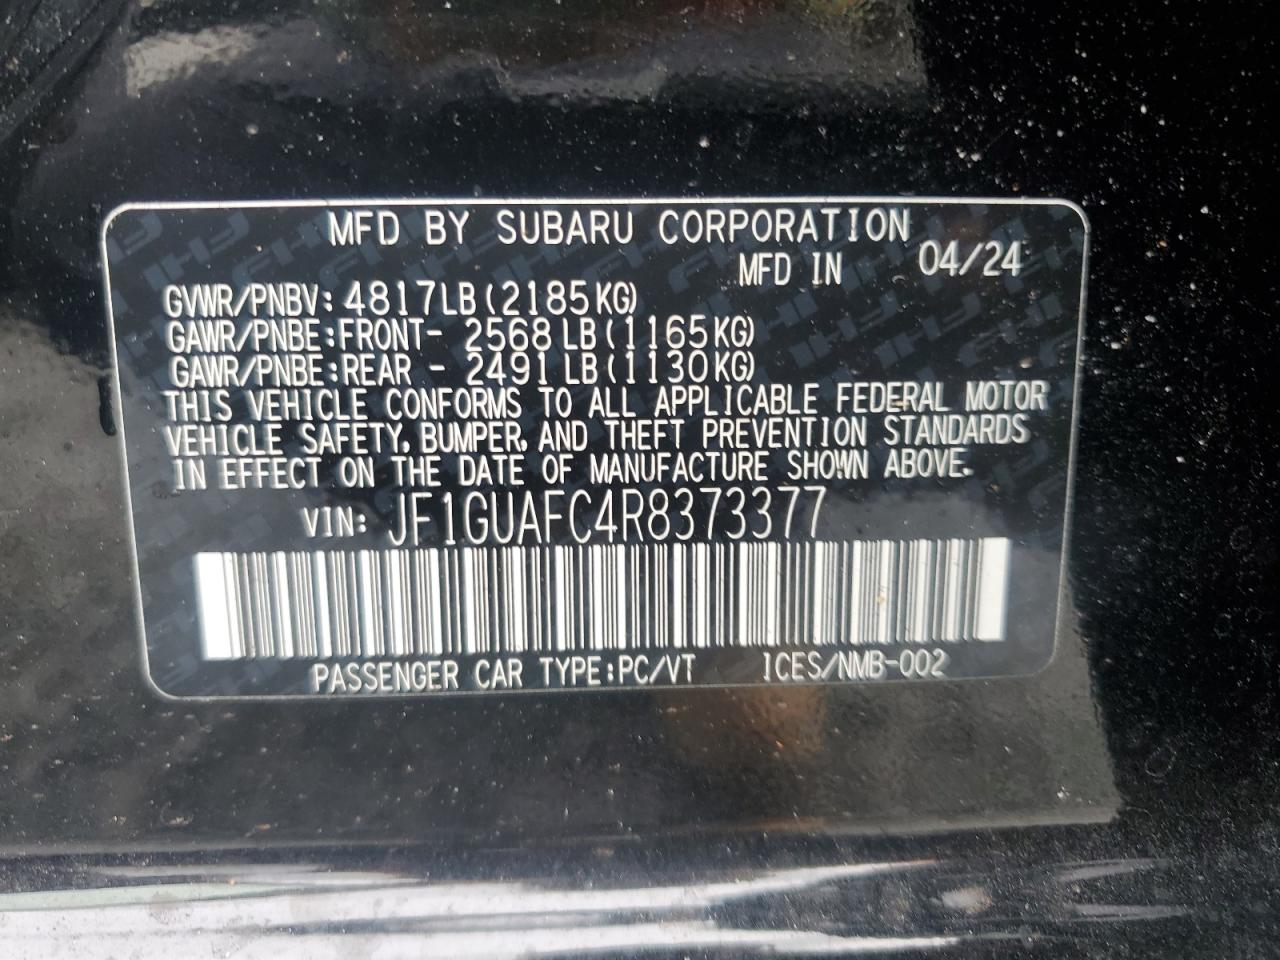 MFD BY SUBARU CORPORATION
MFD IN 04/24
GVWR/PNBV: 4817LB(2185KG)
GAWR/PNBE:FRONT- 2568LB(1165KG)
GAWR/PNBE:REAR - 2491LB(1130KG)
THIS VEHICLE CONFORMS TO ALL APPLICABLE FEDERAL MOTOR
VEHICLE SAFETY, BUMPER, AND THEFT PREVENTION STANDARDS
IN EFFECT ON THE DATE OF MANUFACTURE SHOWN ABOVE.
VIN: JF1GUAFC4R8373377
PASSENGER CAR TYPE:PC/VT ICES/NMB-002